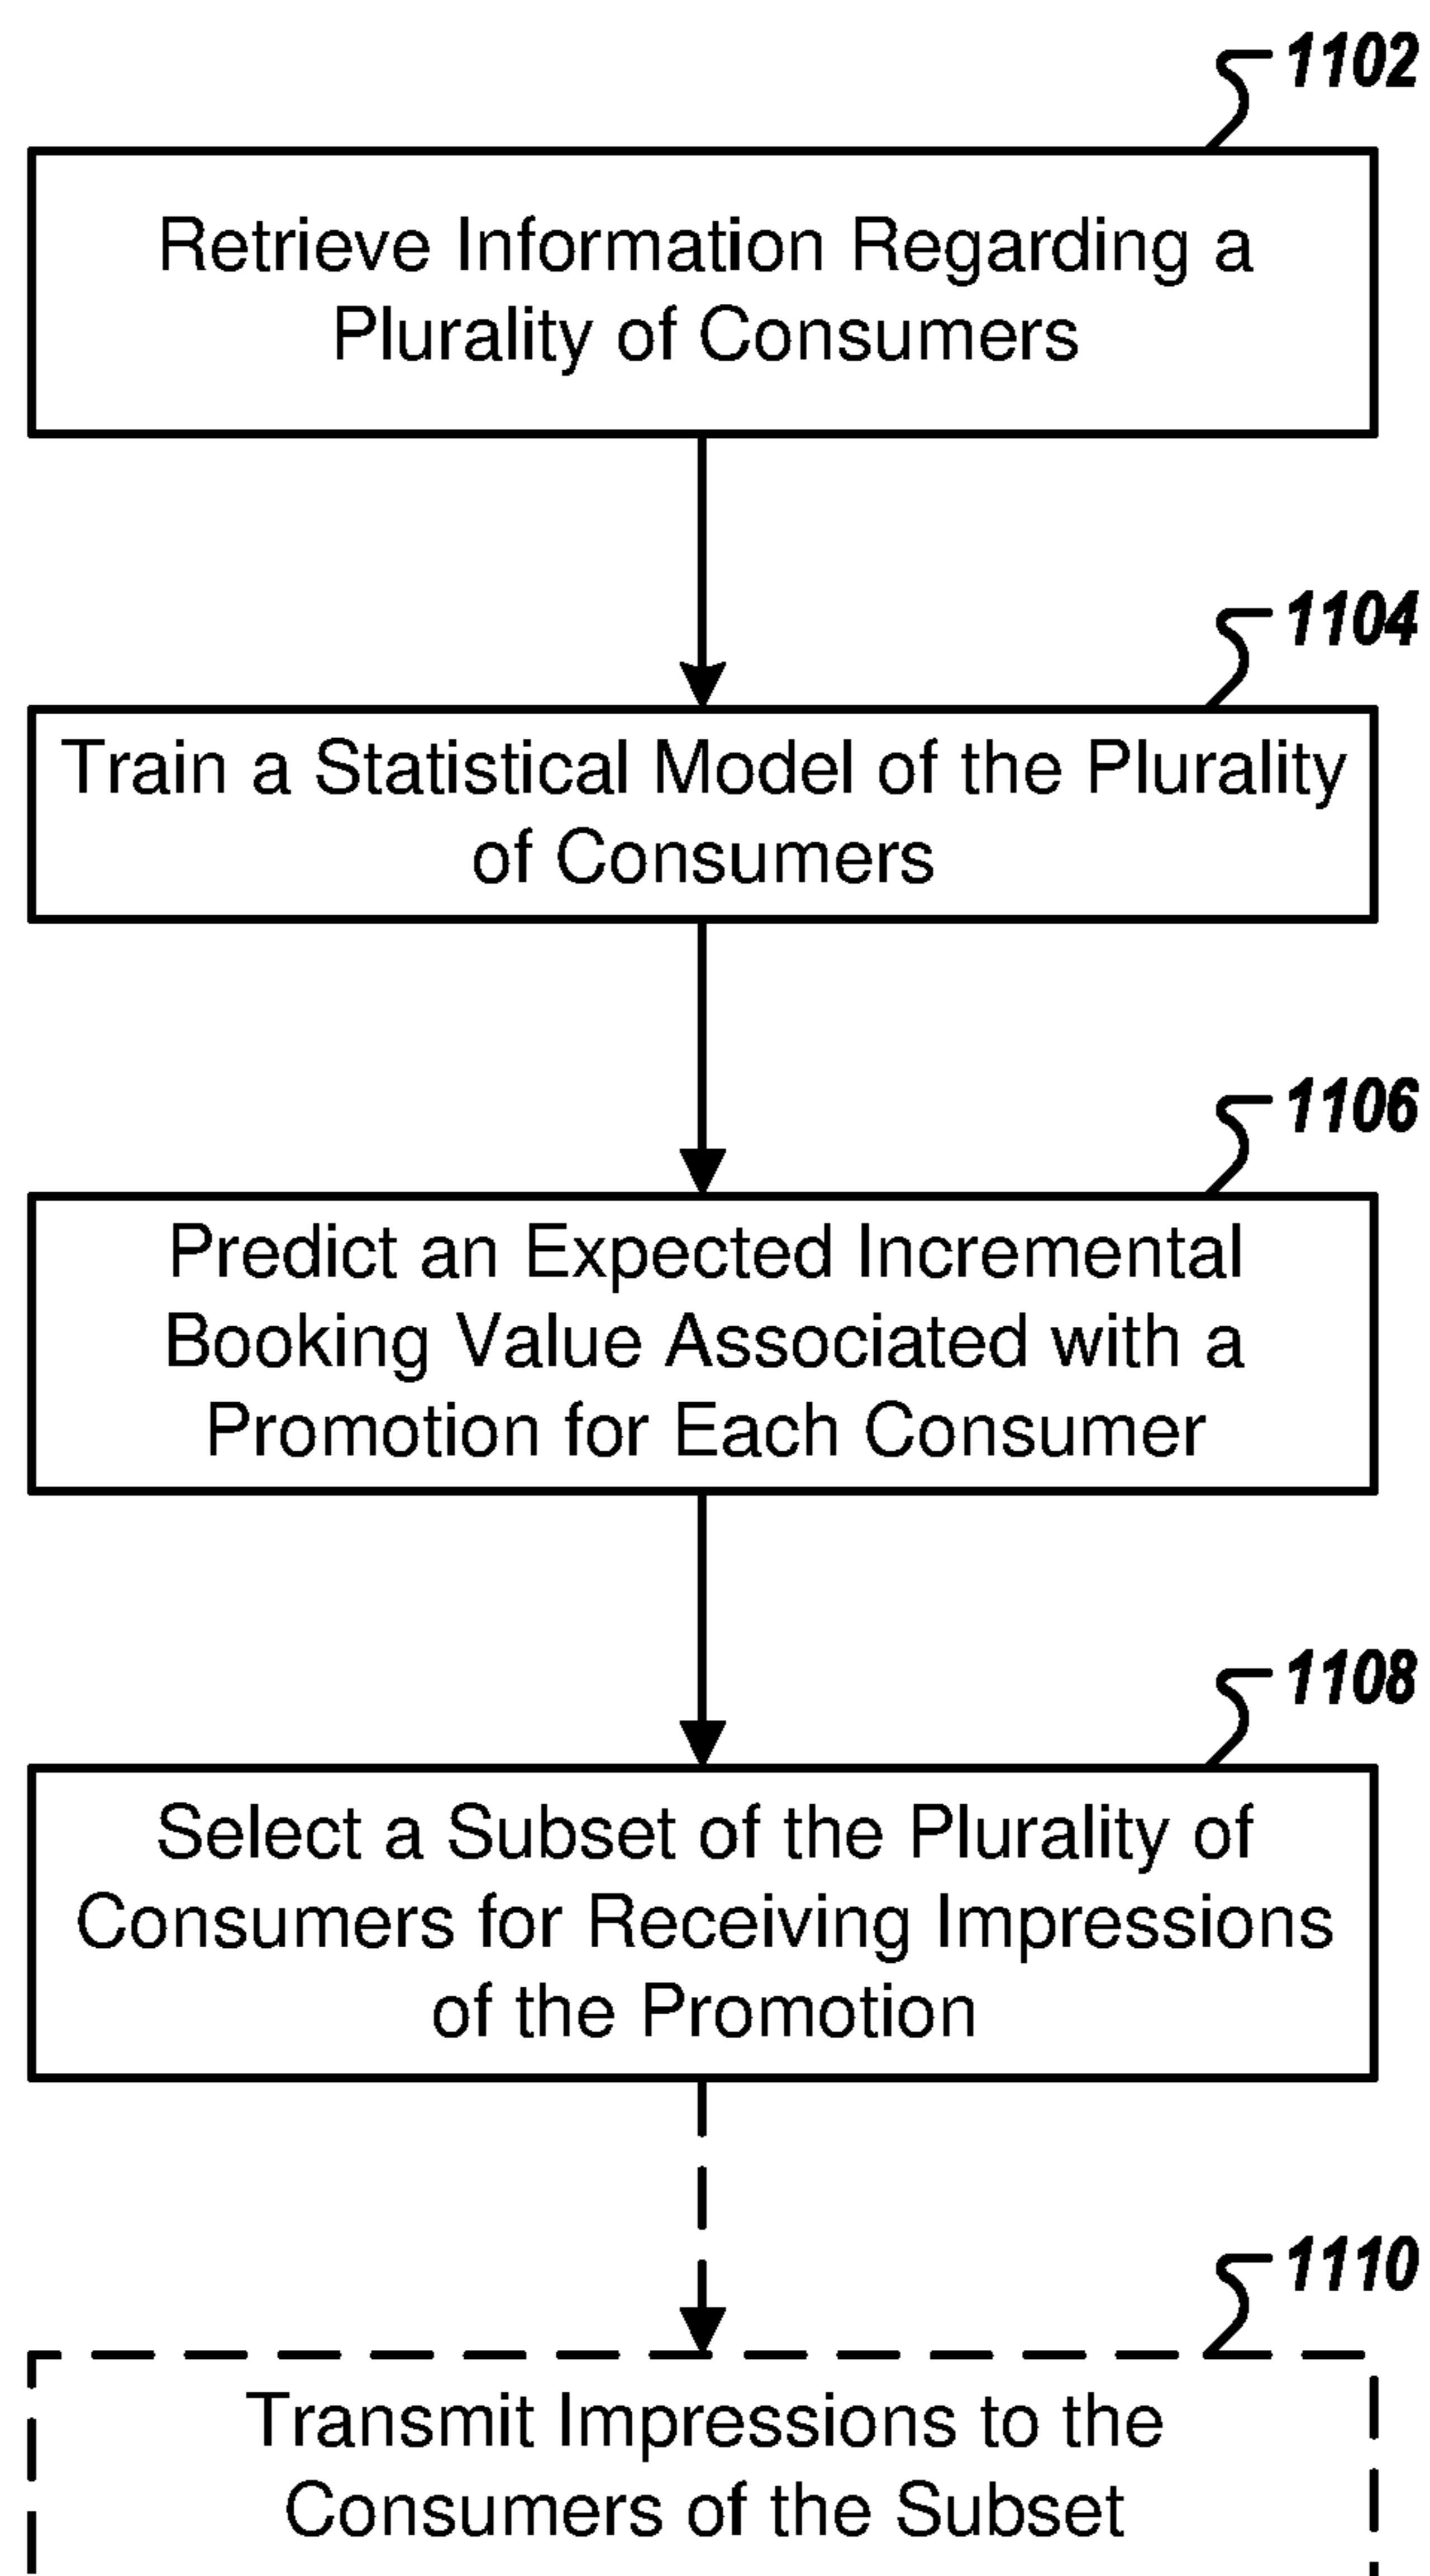 1102
Retrieve Information Regarding a
Plurality of Consumers
1104
Train a Statistical Model of the Plurality
of Consumers
1106
Predict an Expected Incremental
Booking Value Associated with a
Promotion for Each Consumer
1108
Select a Subset of the Plurality of
Consumers for Receiving Impressions
of the Promotion
1110
Transmit Impressions to the
Consumers of the Subset